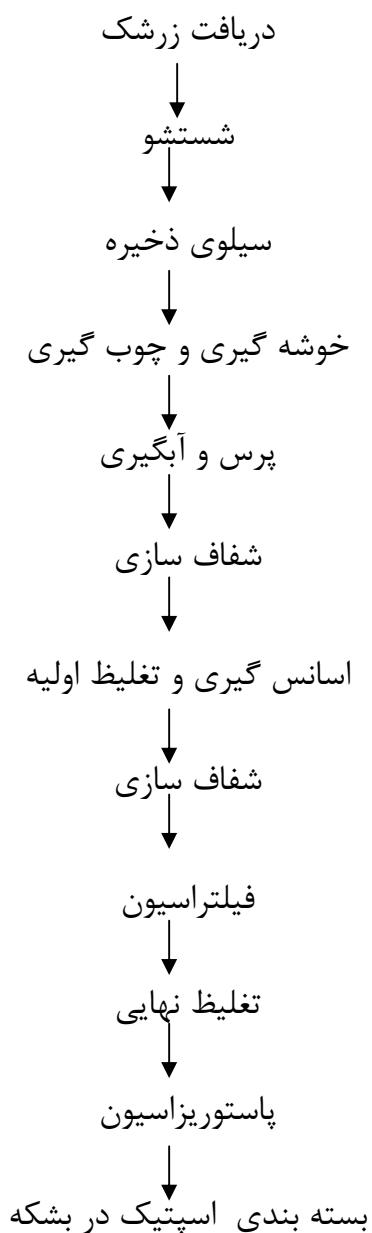 دریافت زرشک
شستشو
سیلوی ذخیره
خوشه گیری و چوب گیری
پرس و آبگیری
شفاف سازی
اسانس گیری و تغلیظ اولیه
شفاف سازی
فیلتراسیون
تغلیظ نهایی
پاستوریزاسیون
بسته بندی اسپتیک در بشکه